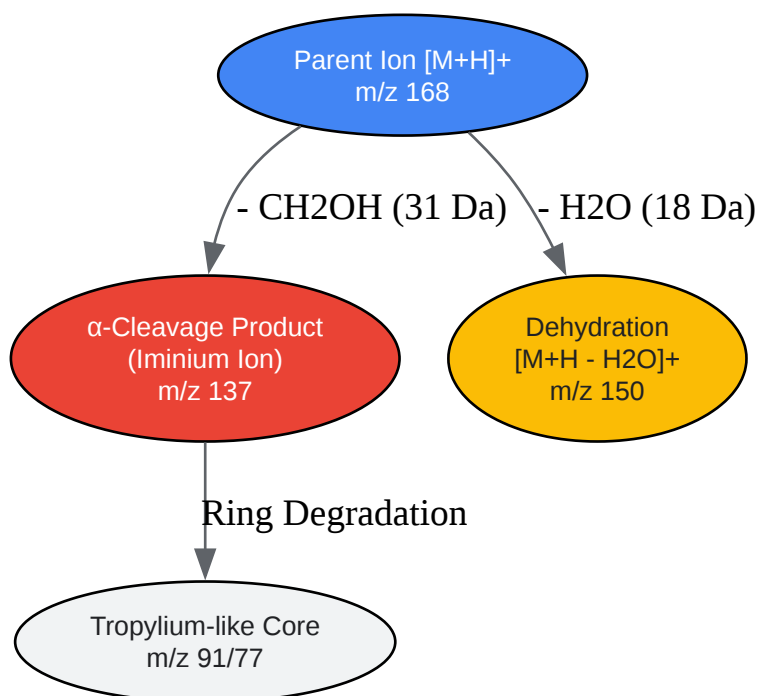 Parent Ion [M+H]+
m/z 168
- CH2OH (31 Da)
- H2O (18 Da)
α-Cleavage Product
(Iminium Ion)
m/z 137
Dehydration
[M+H - H2O]+
m/z 150
Ring Degradation
Tropylium-like Core
m/z 91/77